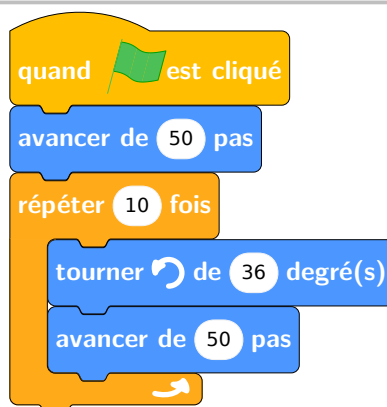 quand est cliqué
avancer de 50 pas
répéter 10 fois
tourner de 36 degré(s)
avancer de 50 pas